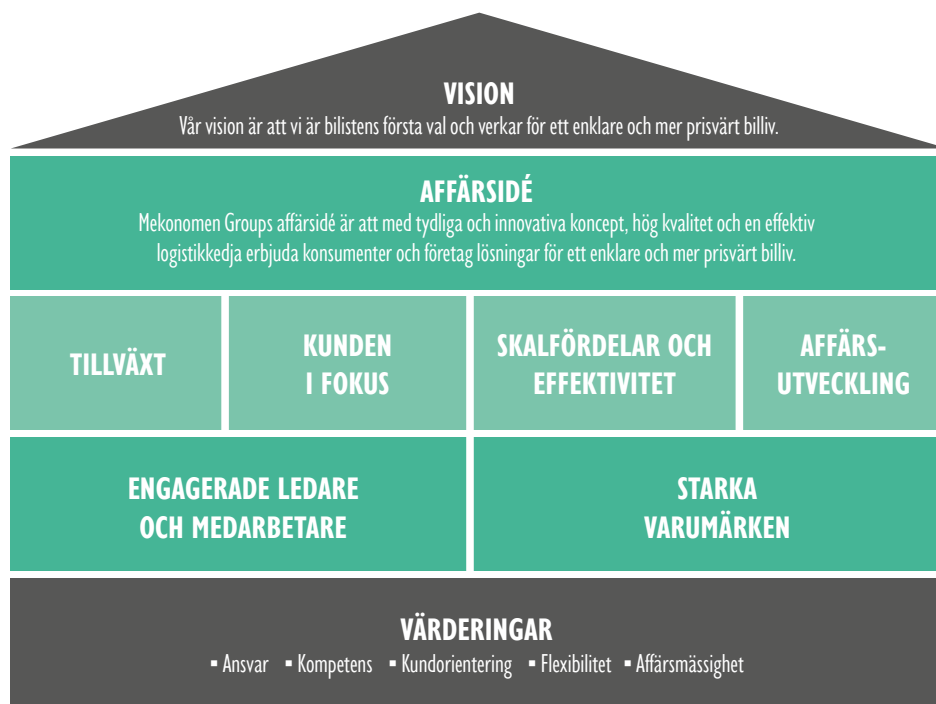 VISION
Vår vision är att vi är bilistens första val och verkar för ett enklare och mer prisvärt billiv.
AFFÄRSIDÉ
Mekonomen Groups affärsidé är att med tydliga och innovativa koncept, hög kvalitet och en effektiv
logistikkedja erbjuda konsumenter och företag lösningar för ett enklare och mer prisvärt billiv.
TILLVÄXT
KUNDEN
I FOKUS
SKALFÖRDELAR OCH
EFFEKTIVITET
AFFÄRS-
UTVECKLING
ENGAGERADE LEDARE
OCH MEDARBETARE
STARKA
VARUMÄRKEN
VÄRDERINGAR
▪ Ansvar ▪ Kompetens ▪ Kundorientering ▪ Flexibilitet ▪ Affärsmässighet